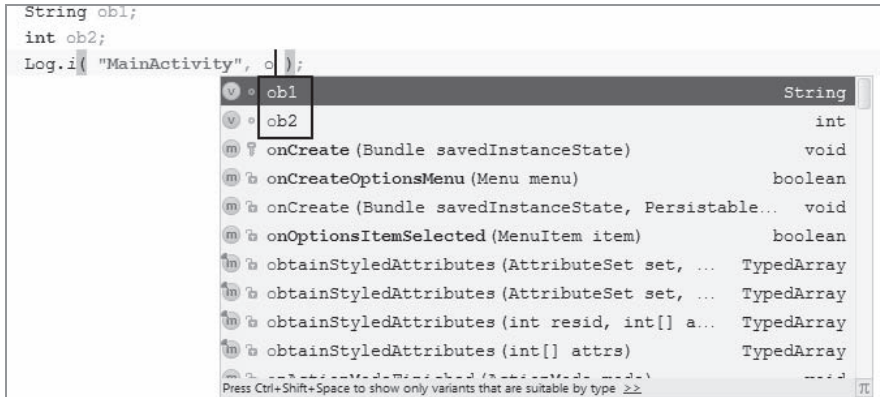 String ob1;
int ob2;
Log.i( "MainActivity", o );
ob1 String
ob2 int
onCreate(Bundle savedInstanceState) void
onCreateOptionsMenu(Menu menu) boolean
onCreate(Bundle savedInstanceState, Persistable... void
onOptionsItemSelected(MenuItem item) boolean
obtainStyledAttributes(AttributeSet set, ... TypedArray
obtainStyledAttributes(AttributeSet set, ... TypedArray
obtainStyledAttributes(int resid, int[] a... TypedArray
obtainStyledAttributes(int[] attrs) TypedArray
Press Ctrl+Shift+Space to show only variants that are suitable by type >> π